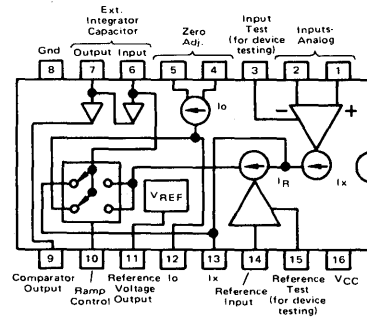 Ext.
Integrator
Capacitor
Zero
Adj.
Input
Test
(for device
testing)
Inputs-
Analog
Gnd
Output
Input
8
7
6
5
4
3
2
1
Io
− +
IR
Ix
VREF
9
10
11
12
13
14
15
16
Comparator
Output
Ramp
Control
Reference
Voltage
Output
Io
Ix
Reference
Input
Reference
Test
(for device
testing)
VCC